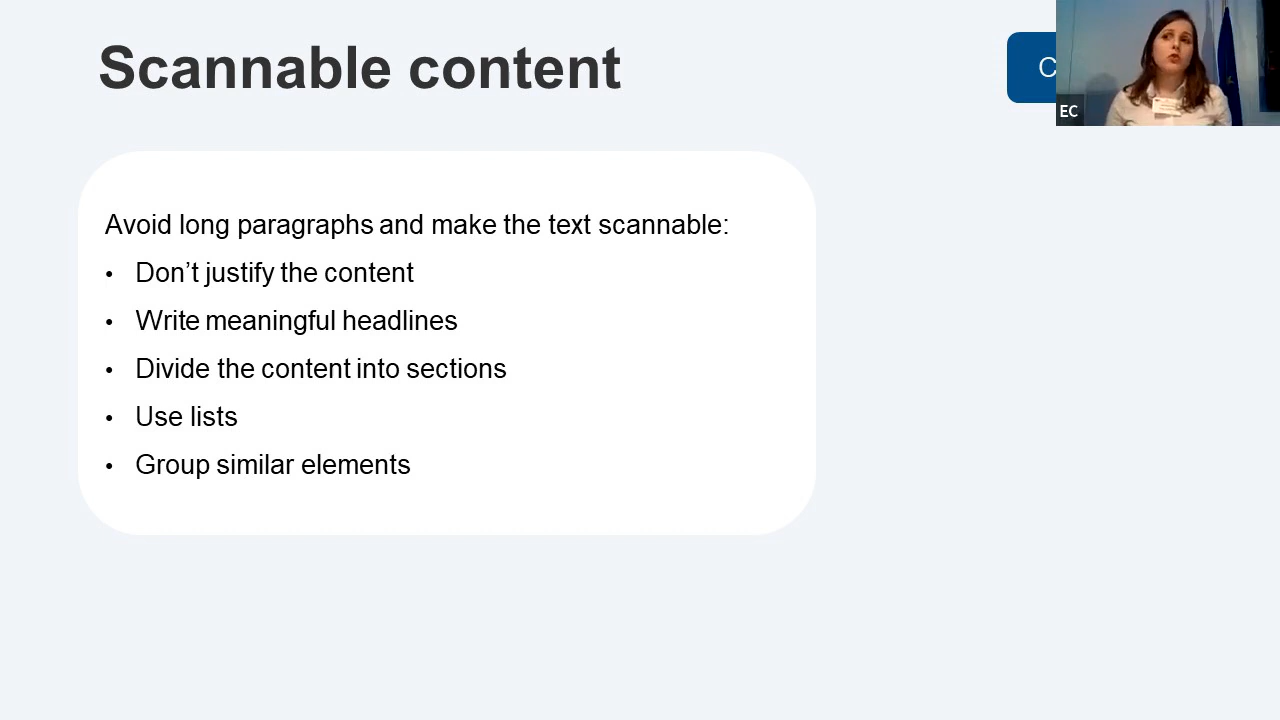 Scannable content
C
EC
Avoid long paragraphs and make the text scannable:
• Don’t justify the content
• Write meaningful headlines
• Divide the content into sections
• Use lists
• Group similar elements